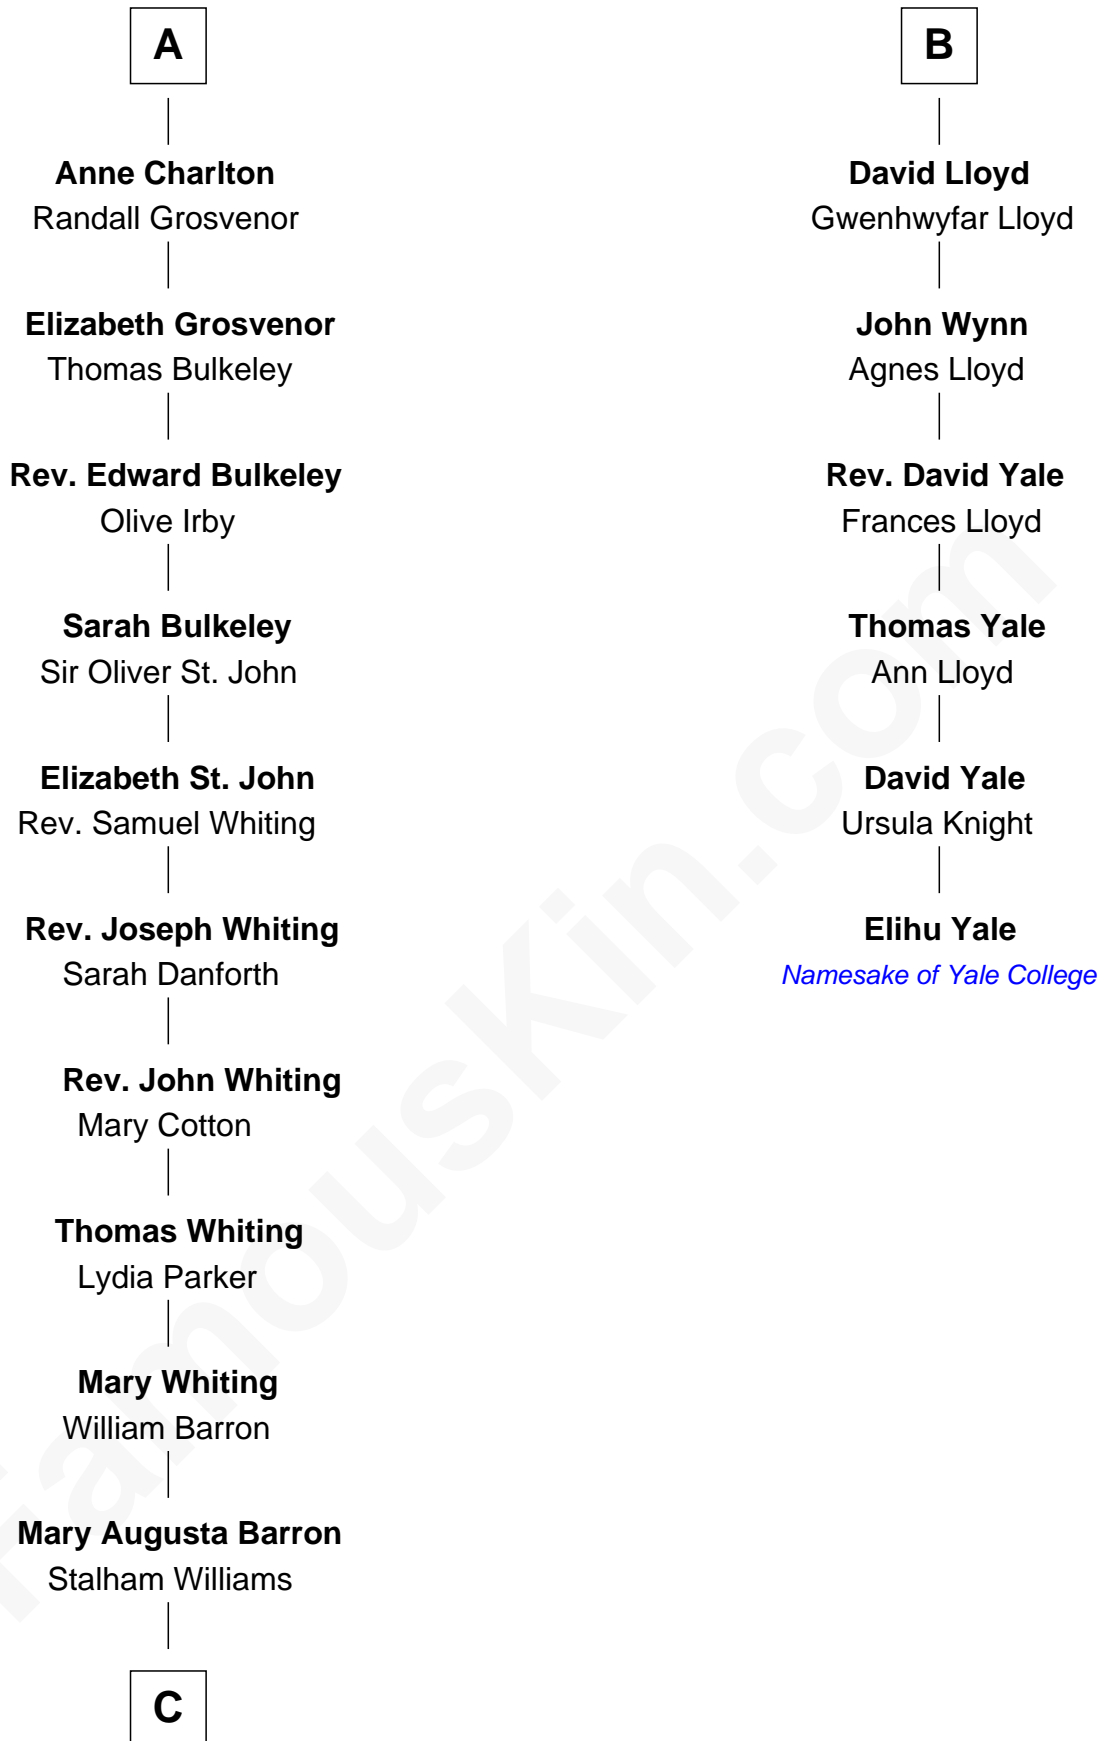 A
Anne Charlton
Randall Grosvenor
Elizabeth Grosvenor
Thomas Bulkeley
Rev. Edward Bulkeley
Olive Irby
Sarah Bulkeley
Sir Oliver St. John
Elizabeth St. John
Rev. Samuel Whiting
Rev. Joseph Whiting
Sarah Danforth
Rev. John Whiting
Mary Cotton
Thomas Whiting
Lydia Parker
Mary Whiting
William Barron
Mary Augusta Barron
Stalham Williams
C
B
David Lloyd
Gwenhwyfar Lloyd
John Wynn
Agnes Lloyd
Rev. David Yale
Frances Lloyd
Thomas Yale
Ann Lloyd
David Yale
Ursula Knight
Elihu Yale
Namesake of Yale College
FamousKin.com